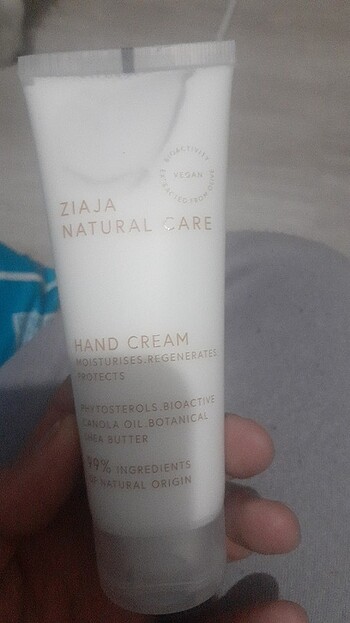 BIOACTIVELY
VEGAN
ZIAJA
NATURAL CARE
HAND CREAM
MOISTURISES.REGENERATES
PROTECTS
PHYTOSTEROLS.BIOACTIVE
CANOLA OIL.BOTANICAL
SHEA BUTTER
99% INGREDIENTS
OF NATURAL ORIGIN